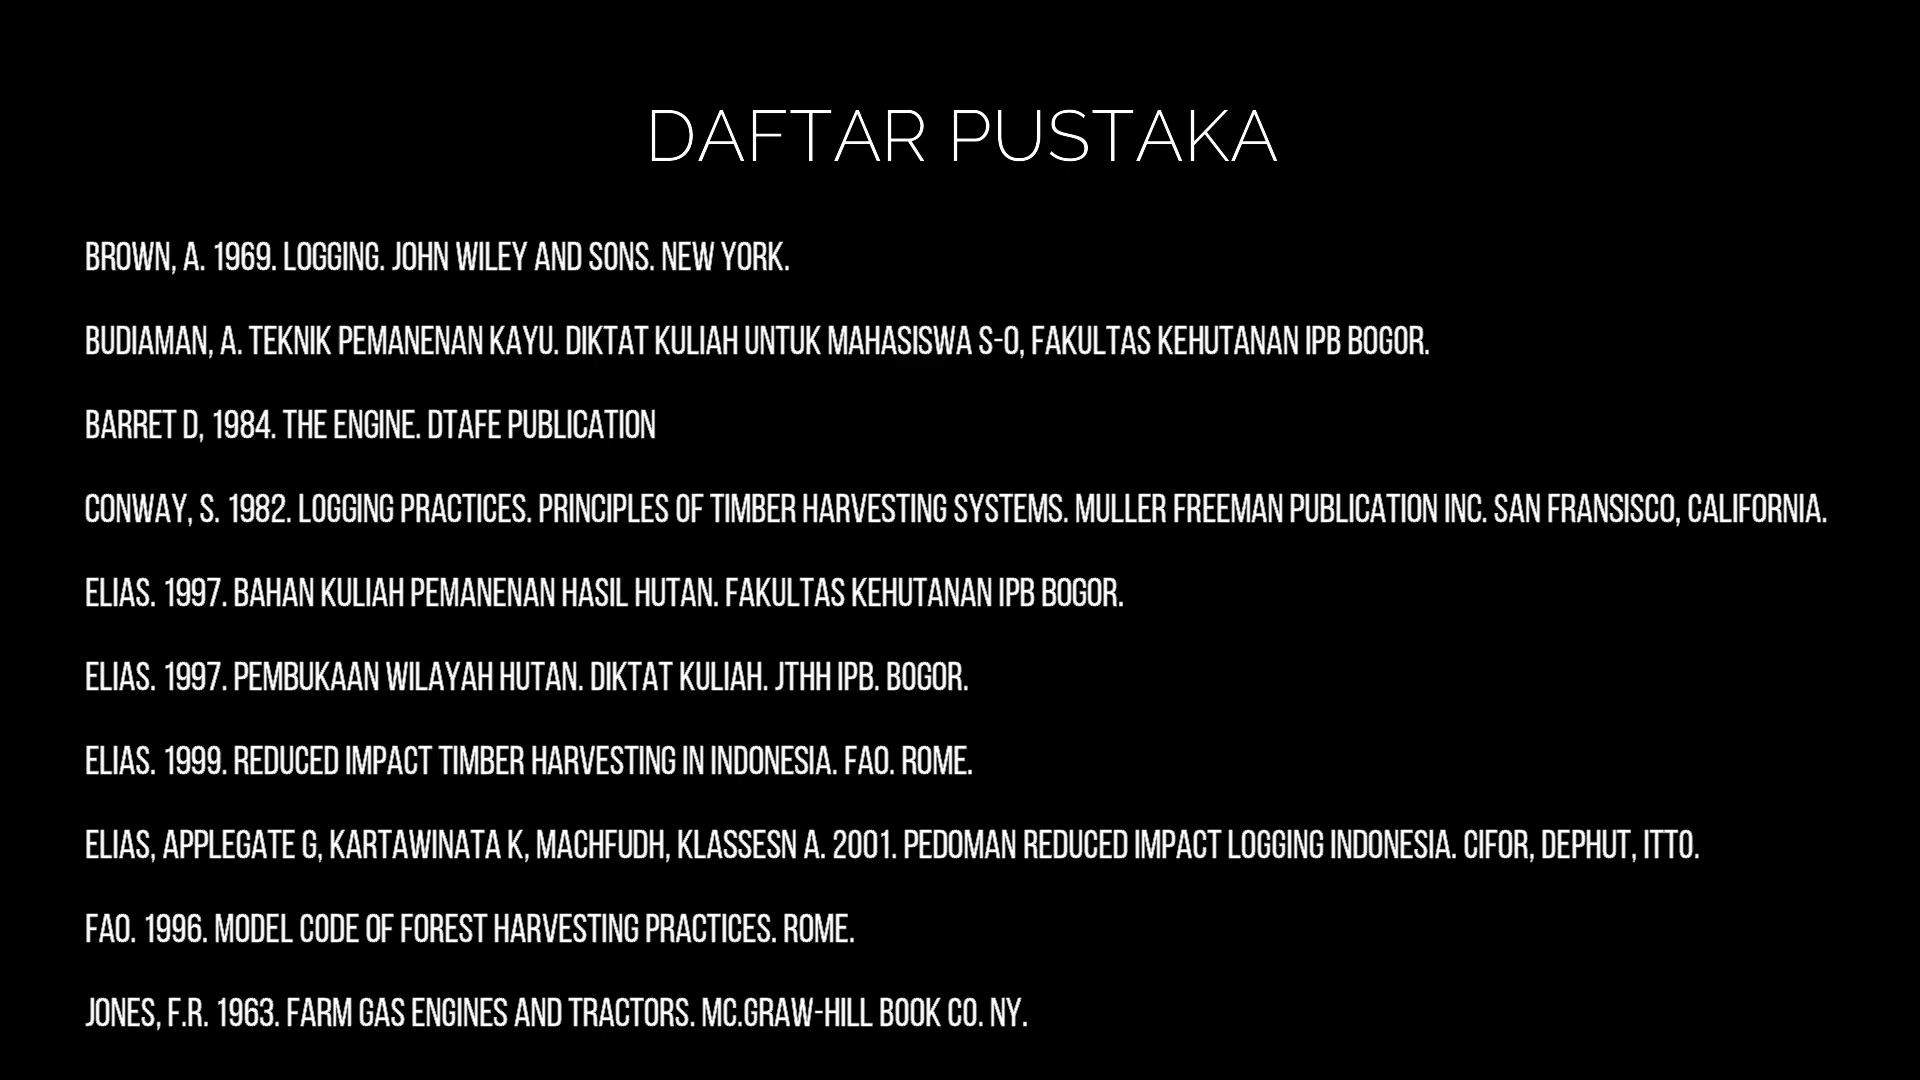 DAFTAR PUSTAKA
BROWN, A. 1969. LOGGING. JOHN WILEY AND SONS. NEW YORK.
BUDIAMAN, A. TEKNIK PEMANENAN KAYU. DIKTAT KULIAH UNTUK MAHASISWA S-0, FAKULTAS KEHUTANAN IPB BOGOR.
BARRET D, 1984. THE ENGINE. DTAFE PUBLICATION
CONWAY, S. 1982. LOGGING PRACTICES. PRINCIPLES OF TIMBER HARVESTING SYSTEMS. MULLER FREEMAN PUBLICATION INC. SAN FRANSISCO, CALIFORNIA.
ELIAS. 1997. BAHAN KULIAH PEMANENAN HASIL HUTAN. FAKULTAS KEHUTANAN IPB BOGOR.
ELIAS. 1997. PEMBUKAAN WILAYAH HUTAN. DIKTAT KULIAH. JTHH IPB. BOGOR.
ELIAS. 1999. REDUCED IMPACT TIMBER HARVESTING IN INDONESIA. FAO. ROME.
ELIAS, APPLEGATE G, KARTAWINATA K, MACHFUDH, KLASSESN A. 2001. PEDOMAN REDUCED IMPACT LOGGING INDONESIA. CIFOR, DEPHUT, ITTO.
FAO. 1996. MODEL CODE OF FOREST HARVESTING PRACTICES. ROME.
JONES, F.R. 1963. FARM GAS ENGINES AND TRACTORS. MC.GRAW-HILL BOOK CO. NY.